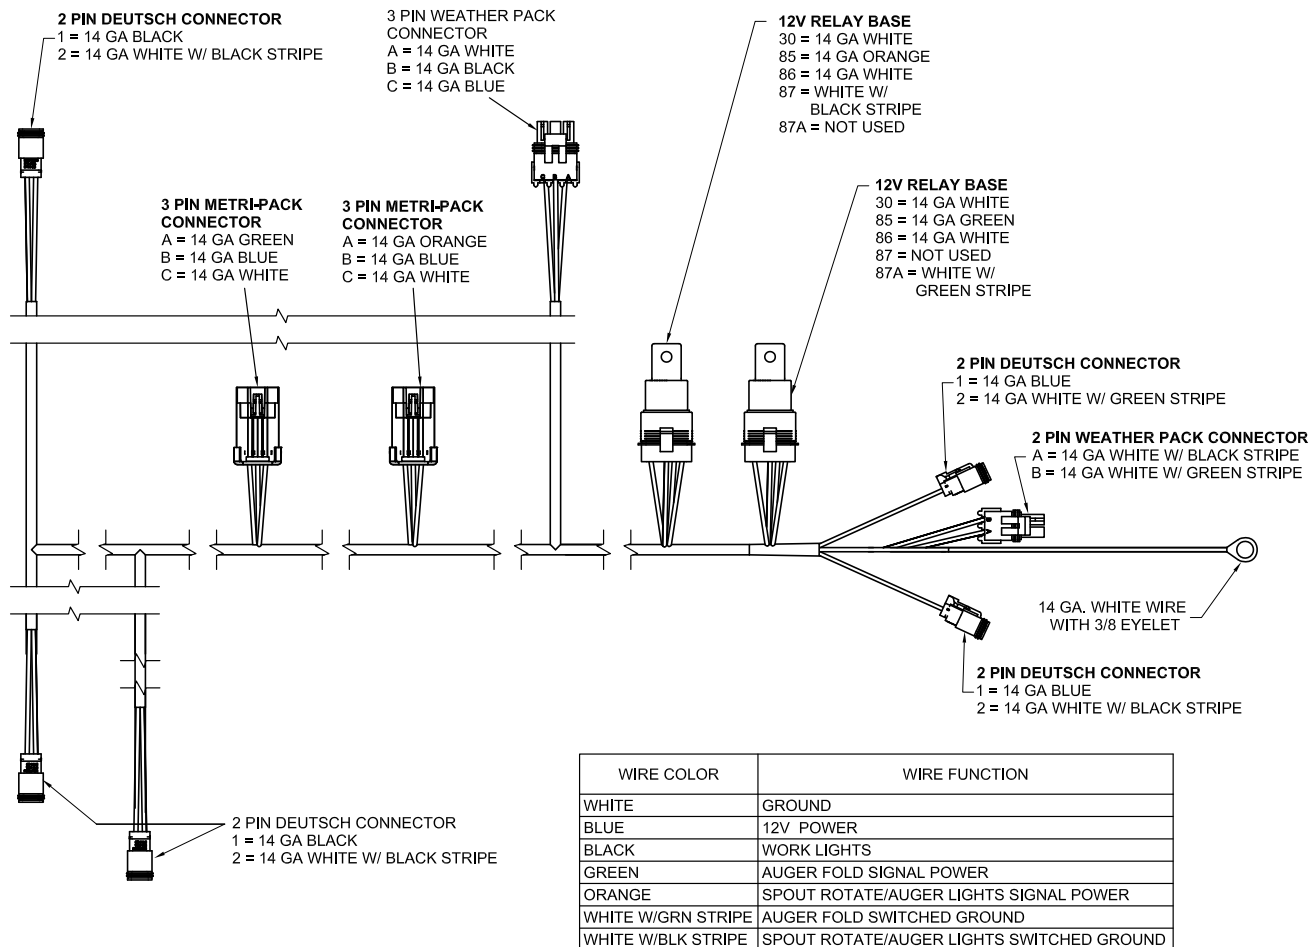 2 PIN DEUTSCH CONNECTOR
1 = 14 GA BLACK
2 = 14 GA WHITE W/ BLACK STRIPE
3 PIN WEATHER PACK
CONNECTOR
A = 14 GA WHITE
B = 14 GA BLACK
C = 14 GA BLUE
12V RELAY BASE
30 = 14 GA WHITE
85 = 14 GA ORANGE
86 = 14 GA WHITE
87 = WHITE W/
BLACK STRIPE
87A = NOT USED
3 PIN METRI-PACK
CONNECTOR
A = 14 GA GREEN
B = 14 GA BLUE
C = 14 GA WHITE
3 PIN METRI-PACK
CONNECTOR
A = 14 GA ORANGE
B = 14 GA BLUE
C = 14 GA WHITE
12V RELAY BASE
30 = 14 GA WHITE
85 = 14 GA GREEN
86 = 14 GA WHITE
87 = NOT USED
87A = WHITE W/
GREEN STRIPE
2 PIN DEUTSCH CONNECTOR
1 = 14 GA BLUE
2 = 14 GA WHITE W/ GREEN STRIPE
2 PIN WEATHER PACK CONNECTOR
A = 14 GA WHITE W/ BLACK STRIPE
B = 14 GA WHITE W/ GREEN STRIPE
14 GA. WHITE WIRE
WITH 3/8 EYELET
2 PIN DEUTSCH CONNECTOR
1 = 14 GA BLUE
2 = 14 GA WHITE W/ BLACK STRIPE
2 PIN DEUTSCH CONNECTOR
1 = 14 GA BLACK
2 = 14 GA WHITE W/ BLACK STRIPE
WIRE COLOR WIRE FUNCTION
WHITE GROUND
BLUE 12V POWER
BLACK WORK LIGHTS
GREEN AUGER FOLD SIGNAL POWER
ORANGE SPOUT ROTATE/AUGER LIGHTS SIGNAL POWER
WHITE W/GRN STRIPE AUGER FOLD SWITCHED GROUND
WHITE W/BLK STRIPE SPOUT ROTATE/AUGER LIGHTS SWITCHED GROUND